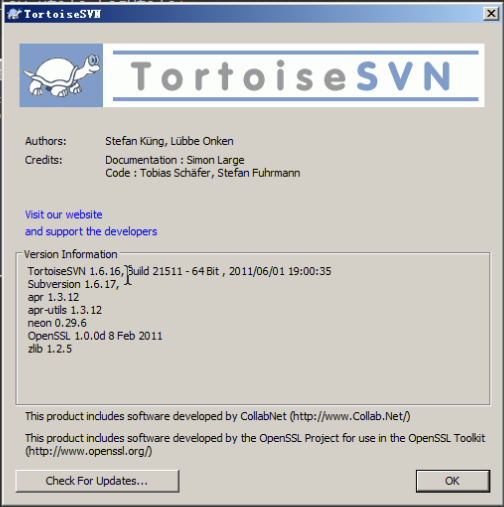 TortoiseSVN
TortoiseSVN
Authors: Stefan Küng, Lübbe Onken
Credits: Documentation : Simon Large
Code : Tobias Schäfer, Stefan Fuhrmann
Visit our website
and support the developers
Version Information
TortoiseSVN 1.6.16, Build 21511 - 64 Bit , 2011/06/01 19:00:35
Subversion 1.6.17,
apr 1.3.12
apr-utils 1.3.12
neon 0.29.6
OpenSSL 1.0.0d 8 Feb 2011
zlib 1.2.5
This product includes software developed by CollabNet (http://www.Collab.Net/)
This product includes software developed by the OpenSSL Project for use in the OpenSSL Toolkit
(http://www.openssl.org/)
Check For Updates... OK